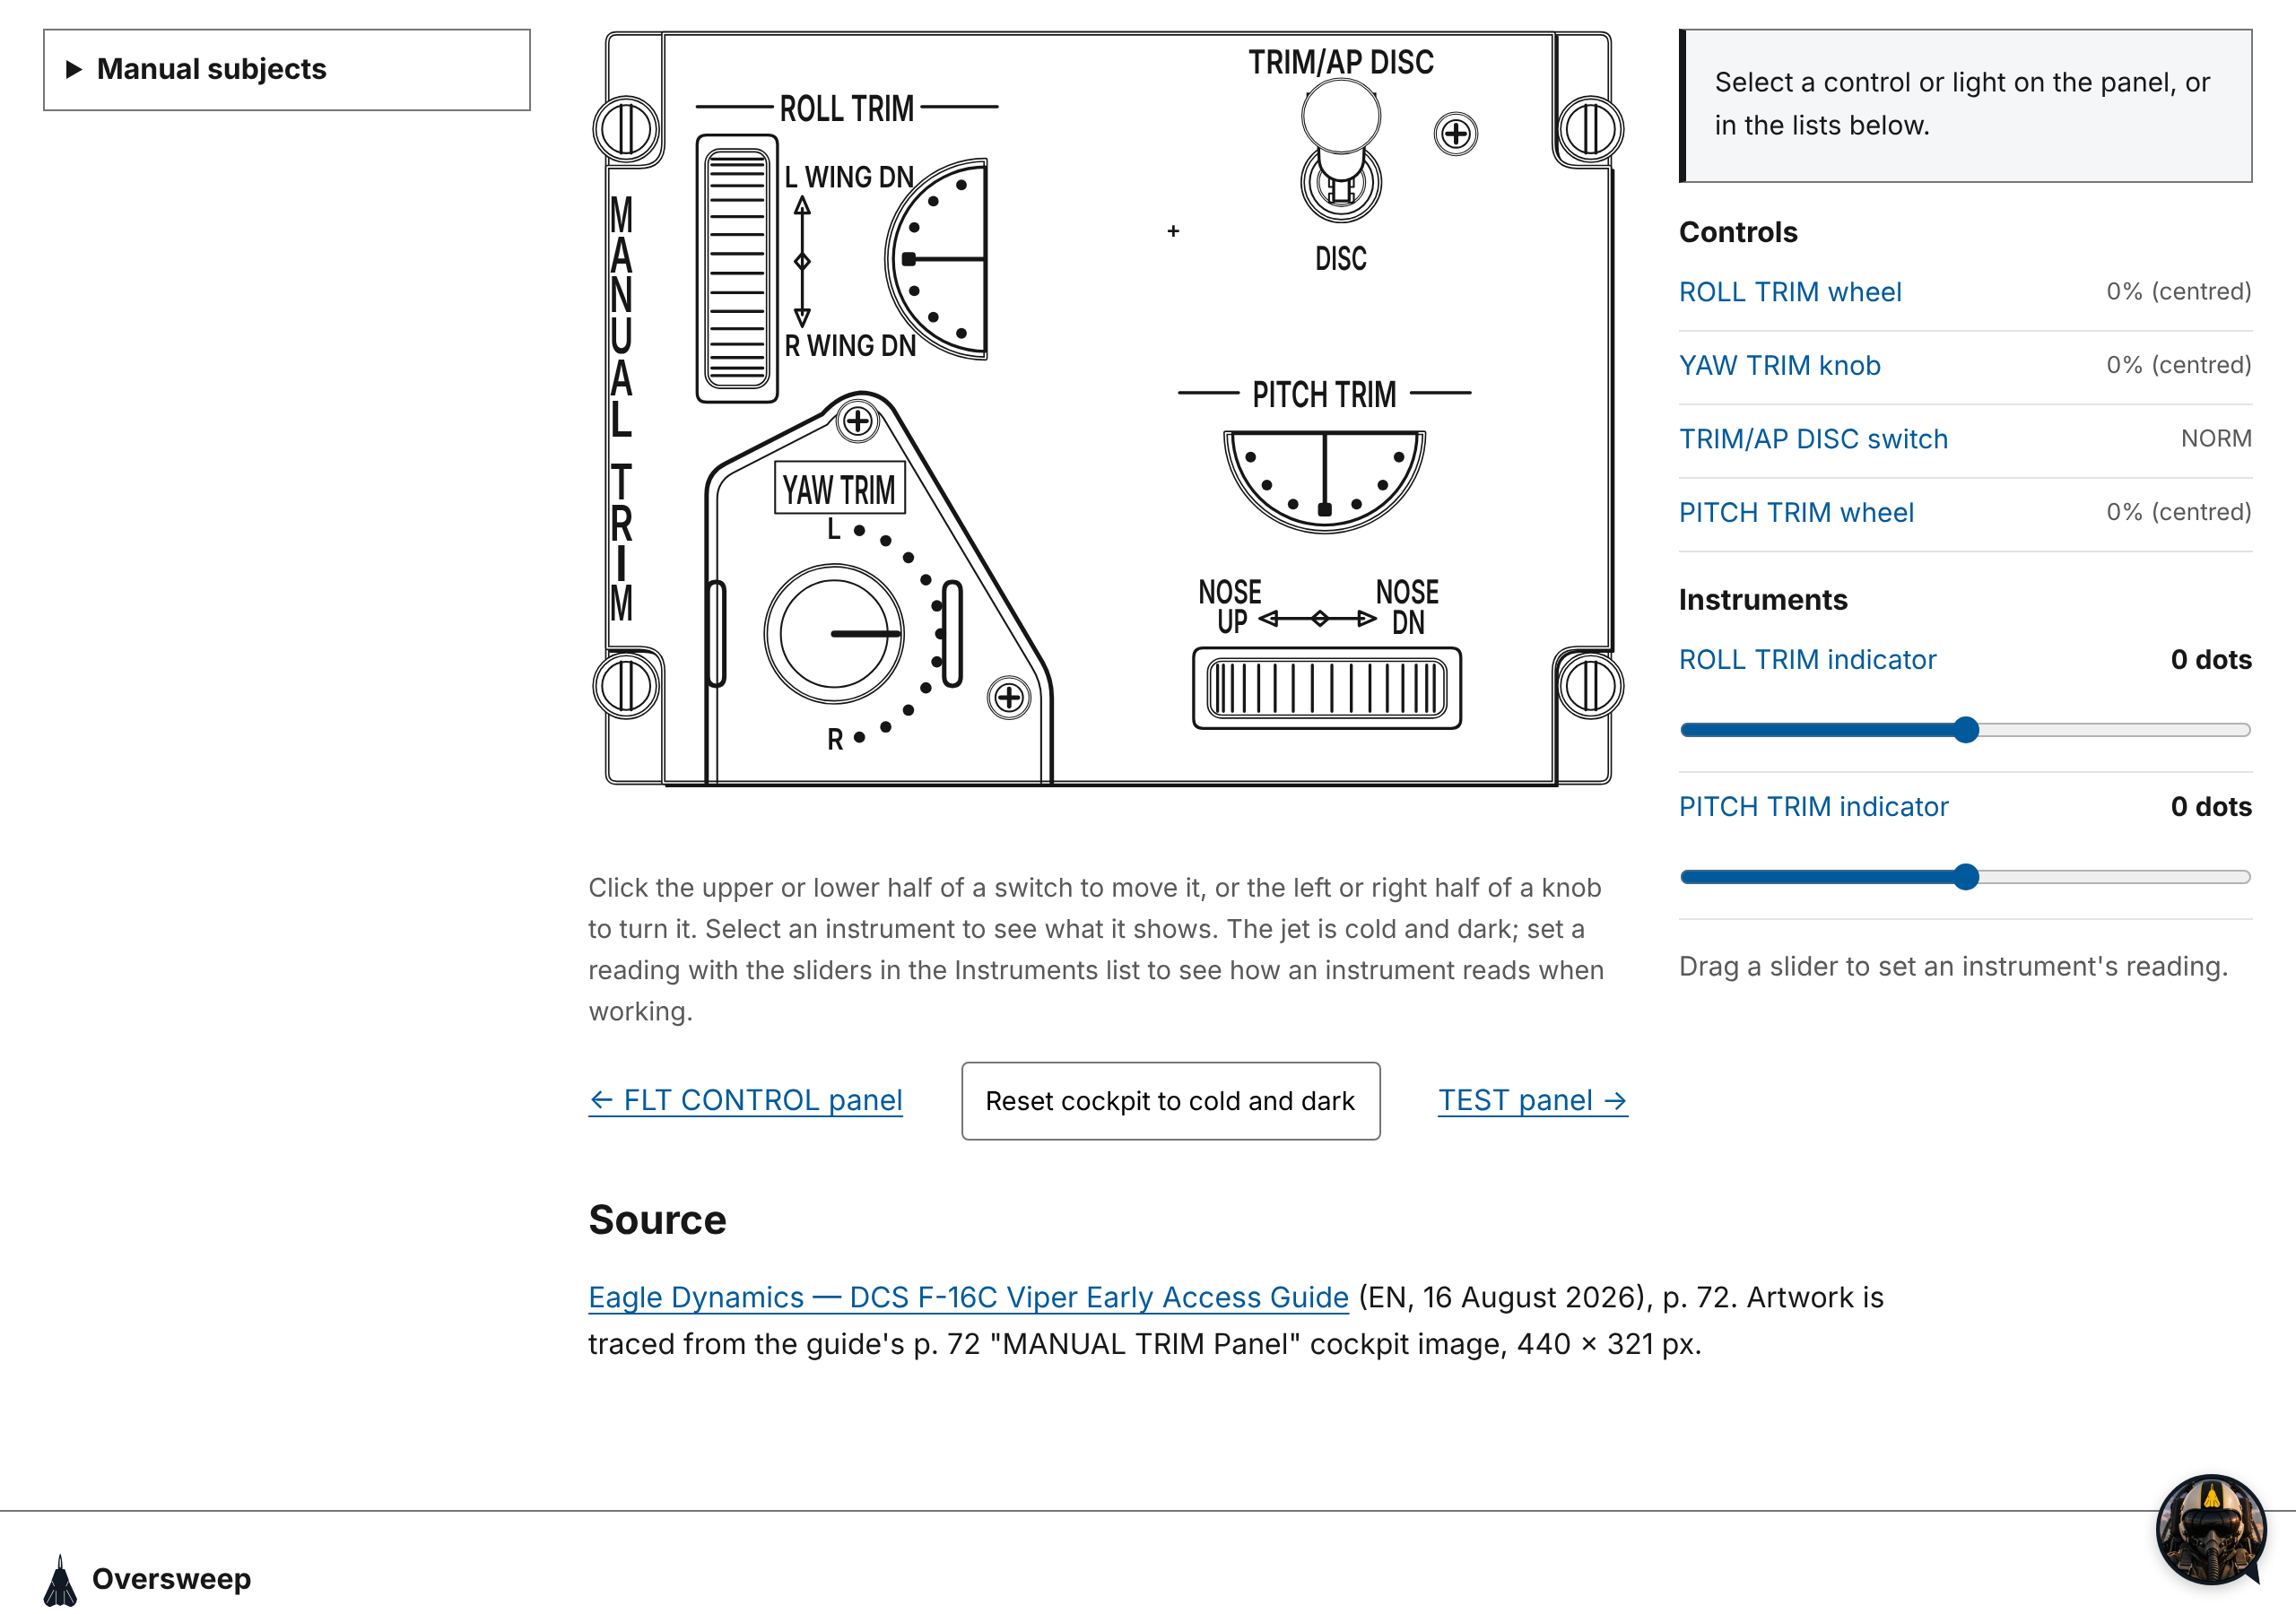 Manual subjects
TRIM/AP DISC
ROLL TRIM
L WING DN
R WING DN
DISC
MANUAL TRIM
PITCH TRIM
YAW TRIM
L
R
NOSE UP
NOSE DN
Click the upper or lower half of a switch to move it, or the left or right half of a knob
to turn it. Select an instrument to see what it shows. The jet is cold and dark; set a
reading with the sliders in the Instruments list to see how an instrument reads when
working.
← FLT CONTROL panel
Reset cockpit to cold and dark
TEST panel →
Source
Eagle Dynamics — DCS F-16C Viper Early Access Guide (EN, 16 August 2026), p. 72. Artwork is
traced from the guide's p. 72 "MANUAL TRIM Panel" cockpit image, 440 × 321 px.
Select a control or light on the panel, or
in the lists below.
Controls
ROLL TRIM wheel 0% (centred)
YAW TRIM knob 0% (centred)
TRIM/AP DISC switch NORM
PITCH TRIM wheel 0% (centred)
Instruments
ROLL TRIM indicator 0 dots
PITCH TRIM indicator 0 dots
Drag a slider to set an instrument's reading.
Oversweep